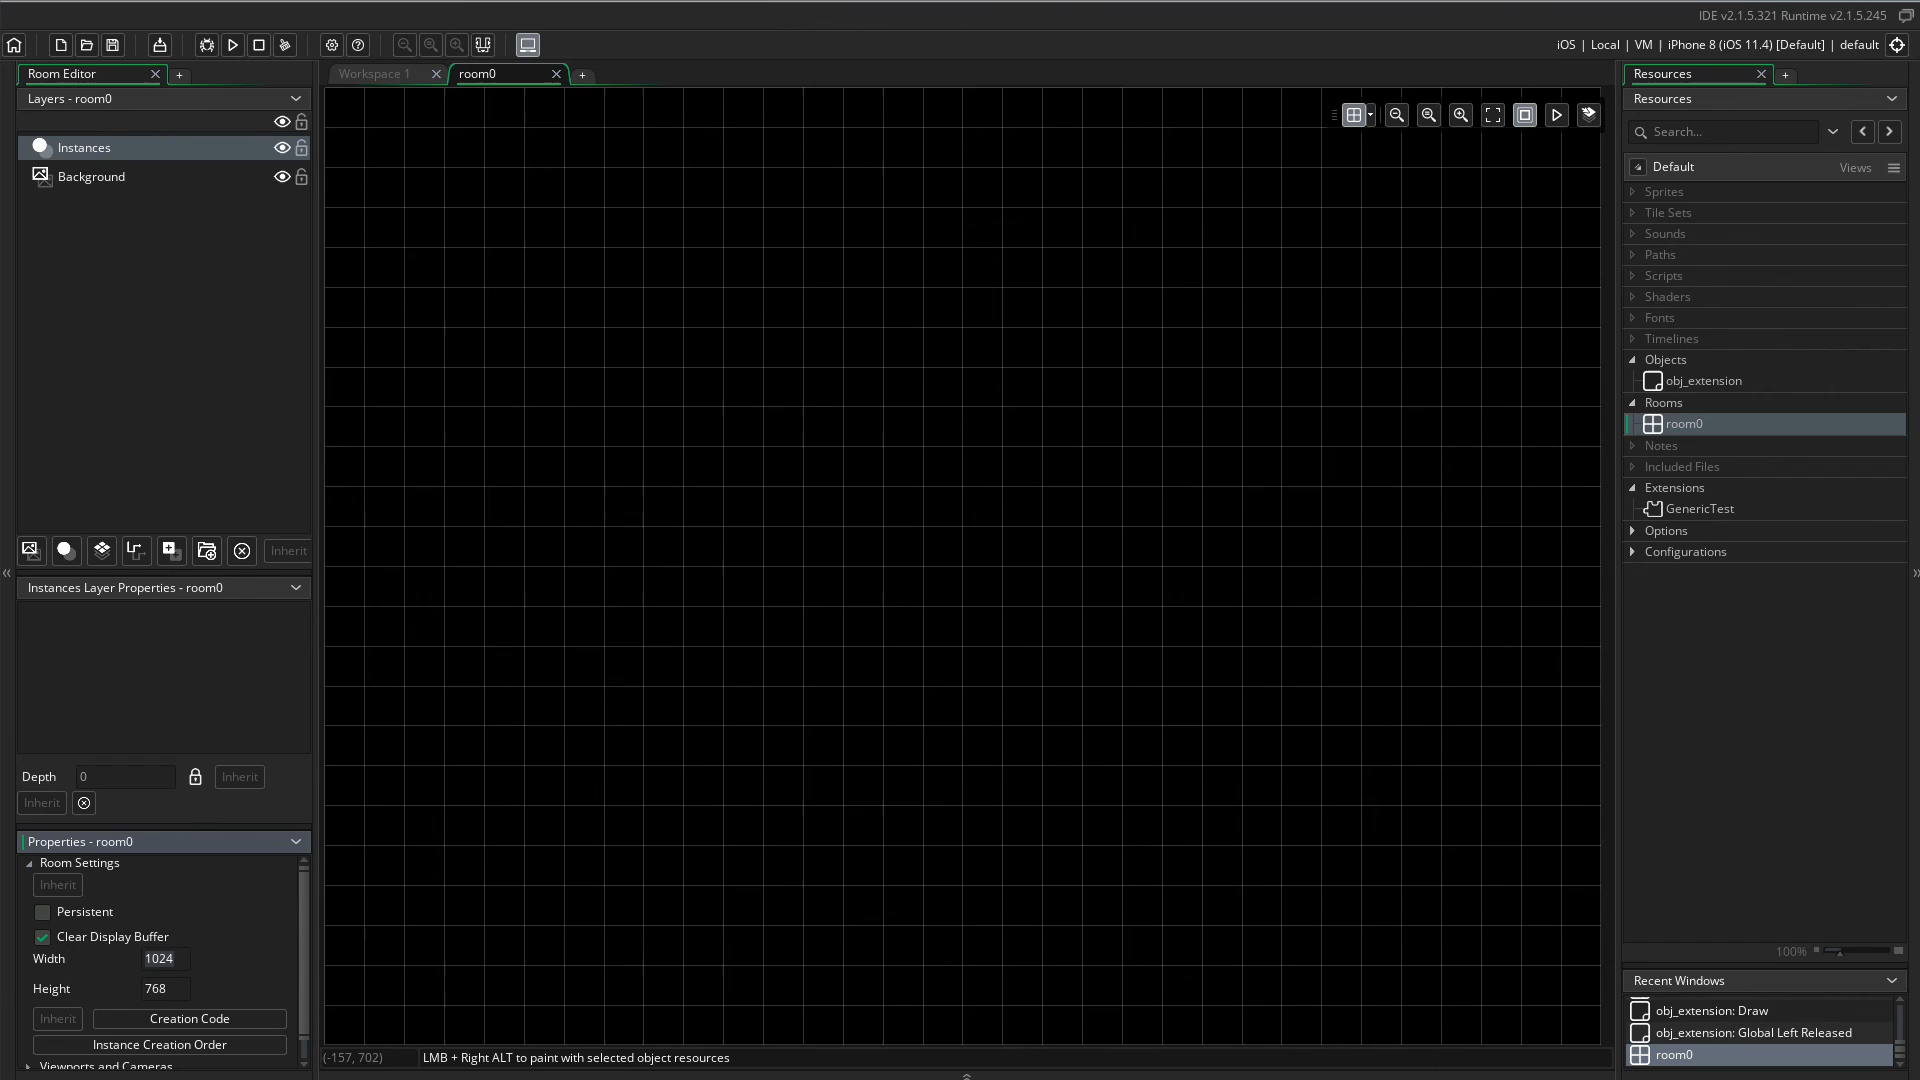 IDE v2.1.5.321 Runtime v2.1.5.245
iOS | Local | VM | iPhone 8 (iOS 11.4) [Default] | default
Room Editor
Workspace 1
room0
Resources
Layers - room0
Resources
Search...
Instances
Background
Default
Views
Sprites
Tile Sets
Sounds
Paths
Scripts
Shaders
Fonts
Timelines
Objects
obj_extension
Rooms
room0
Notes
Included Files
Extensions
GenericTest
Options
Configurations
Inherit
Instances Layer Properties - room0
Depth 0 Inherit
Inherit
Properties - room0
Room Settings
Inherit
Persistent
Clear Display Buffer
Width 1024
Height 768
Inherit Creation Code
Instance Creation Order
Viewports and Cameras
(-157, 702) LMB + Right ALT to paint with selected object resources
100%
Recent Windows
obj_extension: Draw
obj_extension: Global Left Released
room0